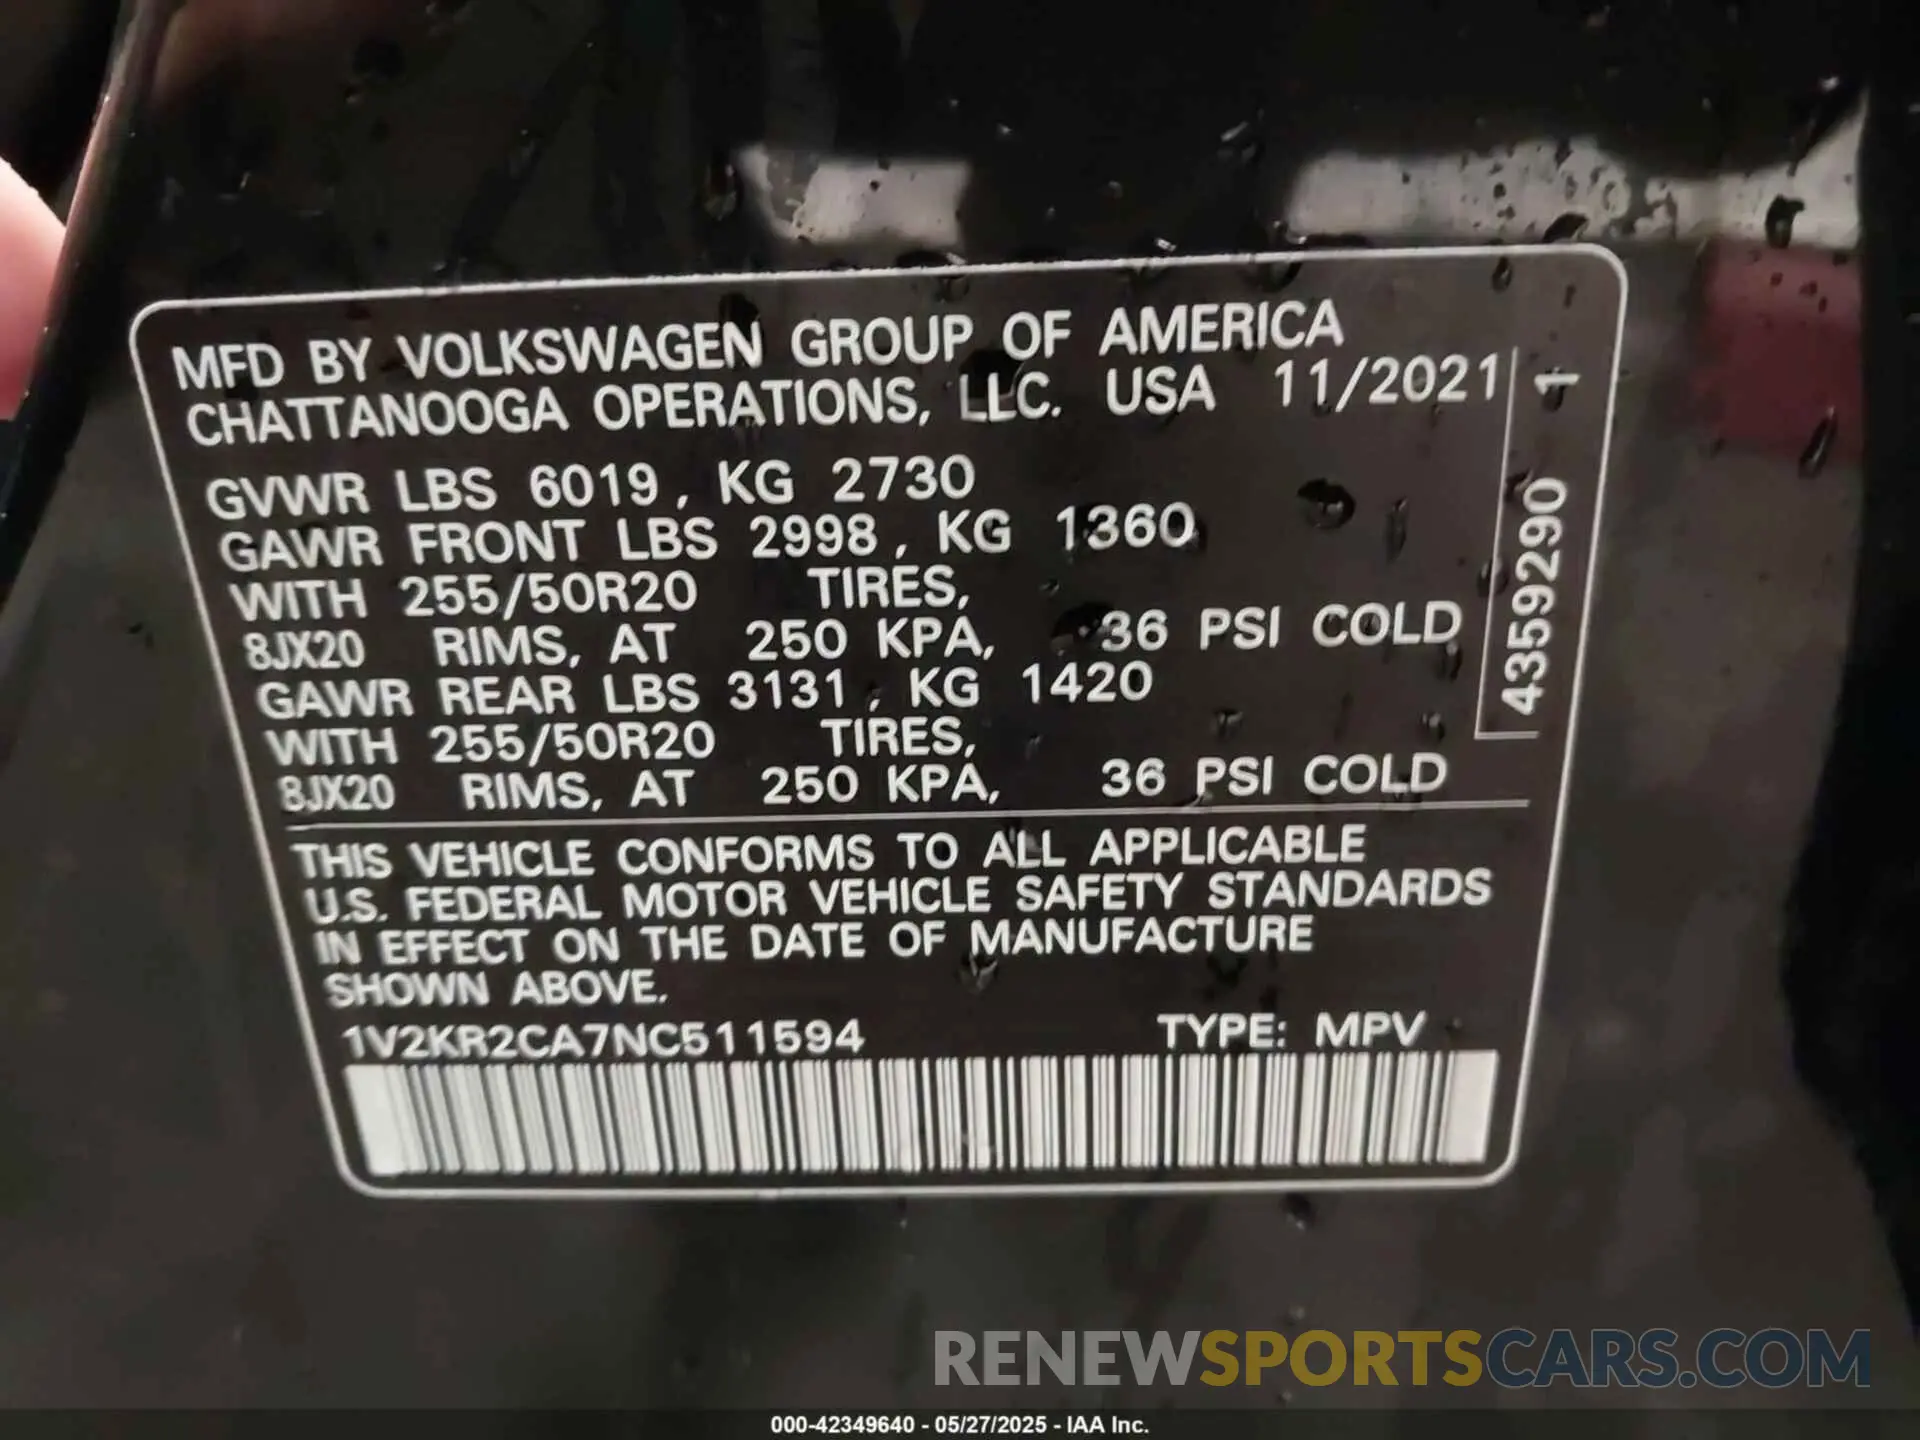 MFD BY VOLKSWAGEN GROUP OF AMERICA
CHATTANOOGA OPERATIONS, LLC. USA 11/2021
GVWR LBS 6019, KG 2730
GAWR FRONT LBS 2998, KG 1360
WITH 255/50R20 TIRES,
8JX20 RIMS, AT 250 KPA, 36 PSI COLD
GAWR REAR LBS 3131, KG 1420
WITH 255/50R20 TIRES,
8JX20 RIMS, AT 250 KPA, 36 PSI COLD
4359290 1
THIS VEHICLE CONFORMS TO ALL APPLICABLE
U.S. FEDERAL MOTOR VEHICLE SAFETY STANDARDS
IN EFFECT ON THE DATE OF MANUFACTURE
SHOWN ABOVE.
1V2KR2CA7NC511594 TYPE: MPV
RENEWSPORTSCARS.COM
000-42349640 - 05/27/2025 - IAA Inc.